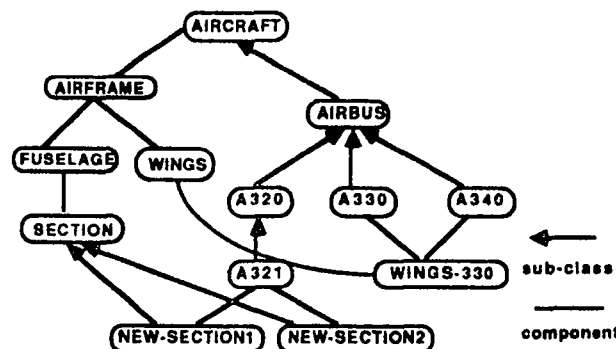 AIRCRAFT
AIRFRAME
AIRBUS
FUSELAGE
WINGS
A320
A330
A340
SECTION
sub-class
A321
WINGS-330
component
NEW-SECTION1
NEW-SECTION2